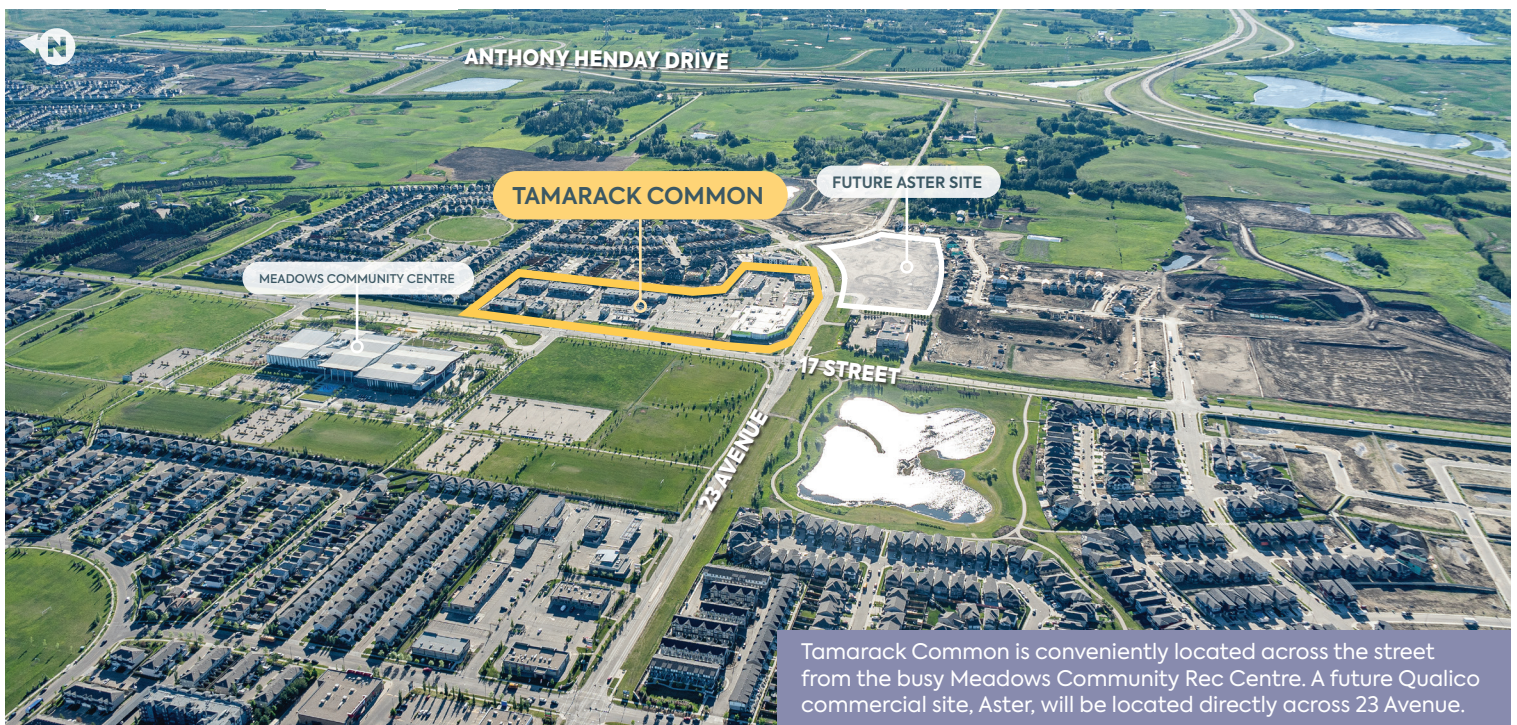 N
ANTHONY HENDAY DRIVE
TAMARACK COMMON
FUTURE ASTER SITE
MEADOWS COMMUNITY CENTRE
17 STREET
23 AVENUE
Tamarack Common is conveniently located across the street
from the busy Meadows Community Rec Centre. A future Qualico
commercial site, Aster, will be located directly across 23 Avenue.